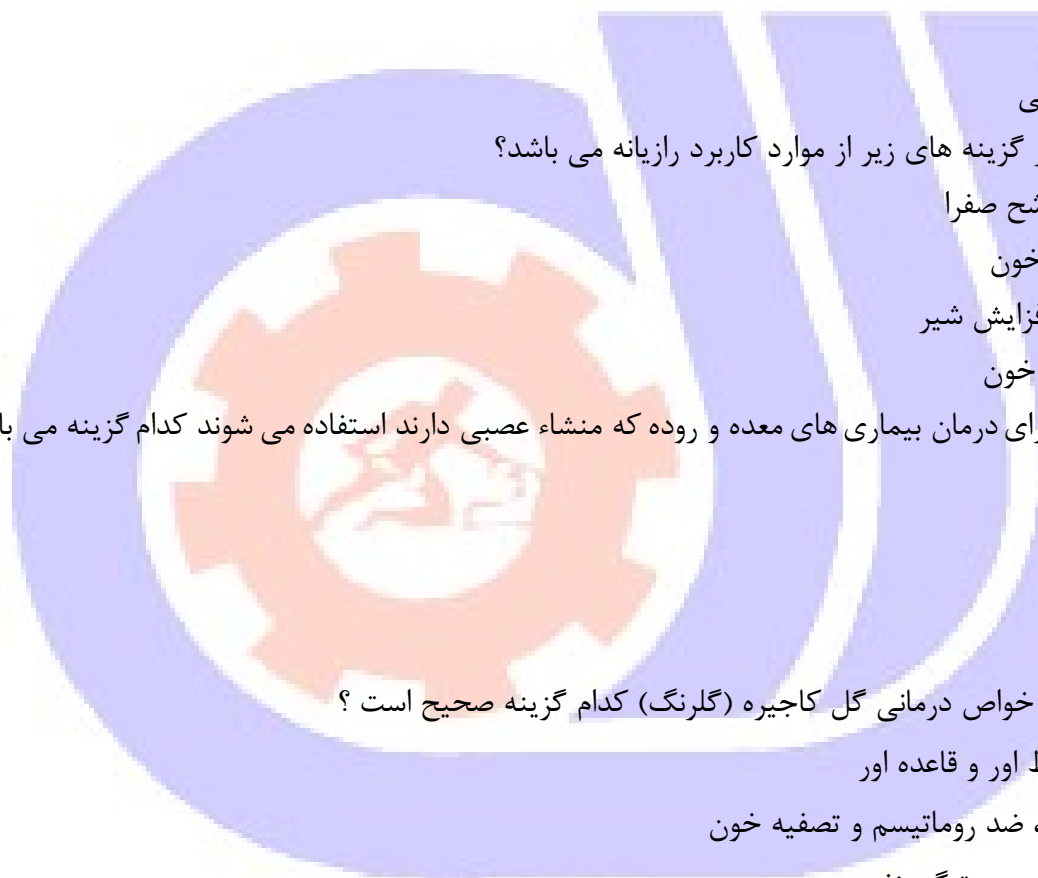 ی
گزینه های زیر از موارد کاربرد رازیانه می باشد؟
شح صفرا
خون
فزایش شیر
خون
رای درمان بیماری های معده و روده که منشاء عصبی دارند استفاده می شوند کدام گزینه می با
خواص درمانی گل کاجیره (گلرنگ) کدام گزینه صحیح است ؟
اور و قاعده اور
، ضد روماتیسم و تصفیه خون